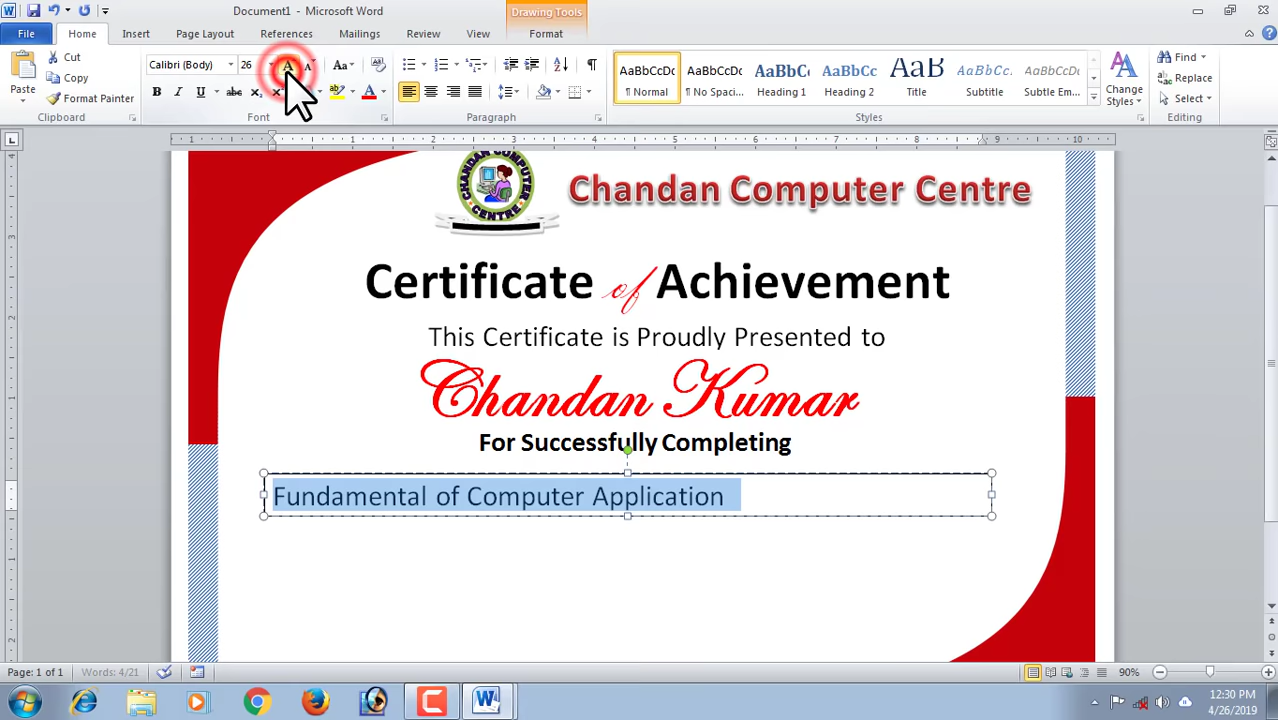 Document1 - Microsoft Word
Drawing Tools
File Home Insert Page Layout References Mailings Review View Format
Cut
Copy
Format Painter
Paste
Clipboard
Calibri (Body) 26
Font
Paragraph
AaBbCcDc AaBbCcDc AaBbCc AaBbCc AaB AaBbCc. AaBbCcDc
¶ Normal ¶ No Spaci... Heading 1 Heading 2 Title Subtitle Subtle Em...
Change Styles
Styles
Find
Replace
Select
Editing
CHANDAN COMPUTER
CENTRE
Chandan Computer Centre
Certificate of Achievement
This Certificate is Proudly Presented to
Chandan Kumar
For Successfully Completing
Fundamental of Computer Application
Page: 1 of 1 Words: 4/21 90%
12:30 PM
4/26/2019